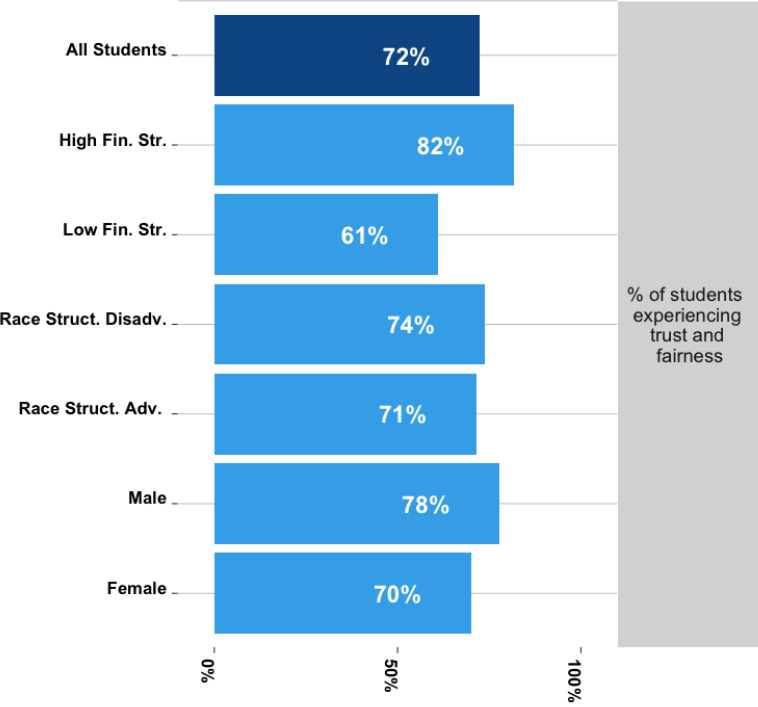 All Students
72%
High Fin. Str.
82%
Low Fin. Str.
61%
Race Struct. Disadv.
74%
Race Struct. Adv.
71%
Male
78%
Female
70%
%0
50%
100%
% of students
experiencing
trust and
fairness